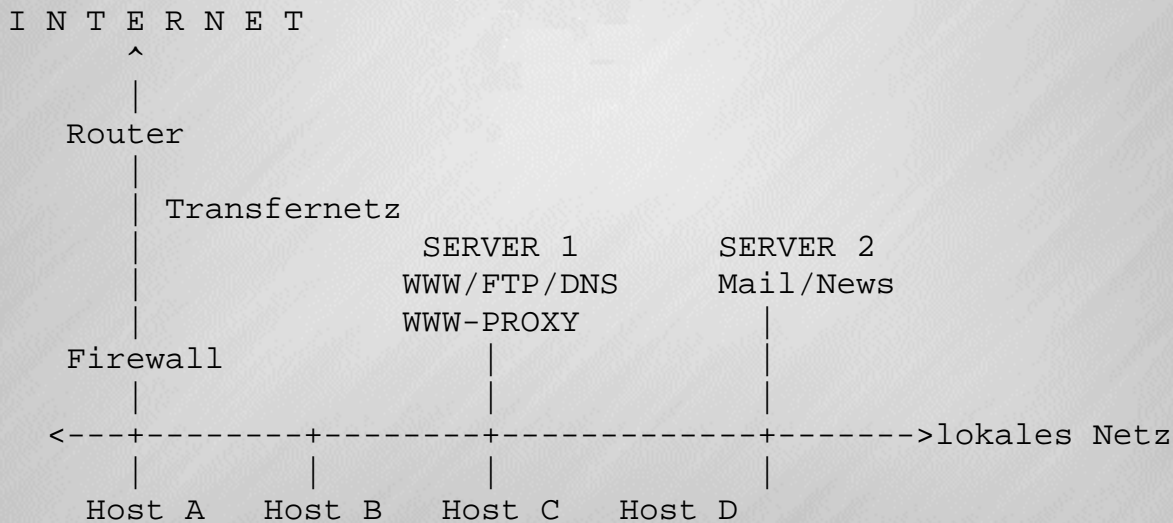 I N T E R N E T
^
|
Router
|
| Transfernetz
| SERVER 1 SERVER 2
| WWW/FTP/DNS Mail/News
| WWW-PROXY |
Firewall | |
| | |
<---+--------+--------+-------------+------->lokales Netz
| | | |
Host A Host B Host C Host D